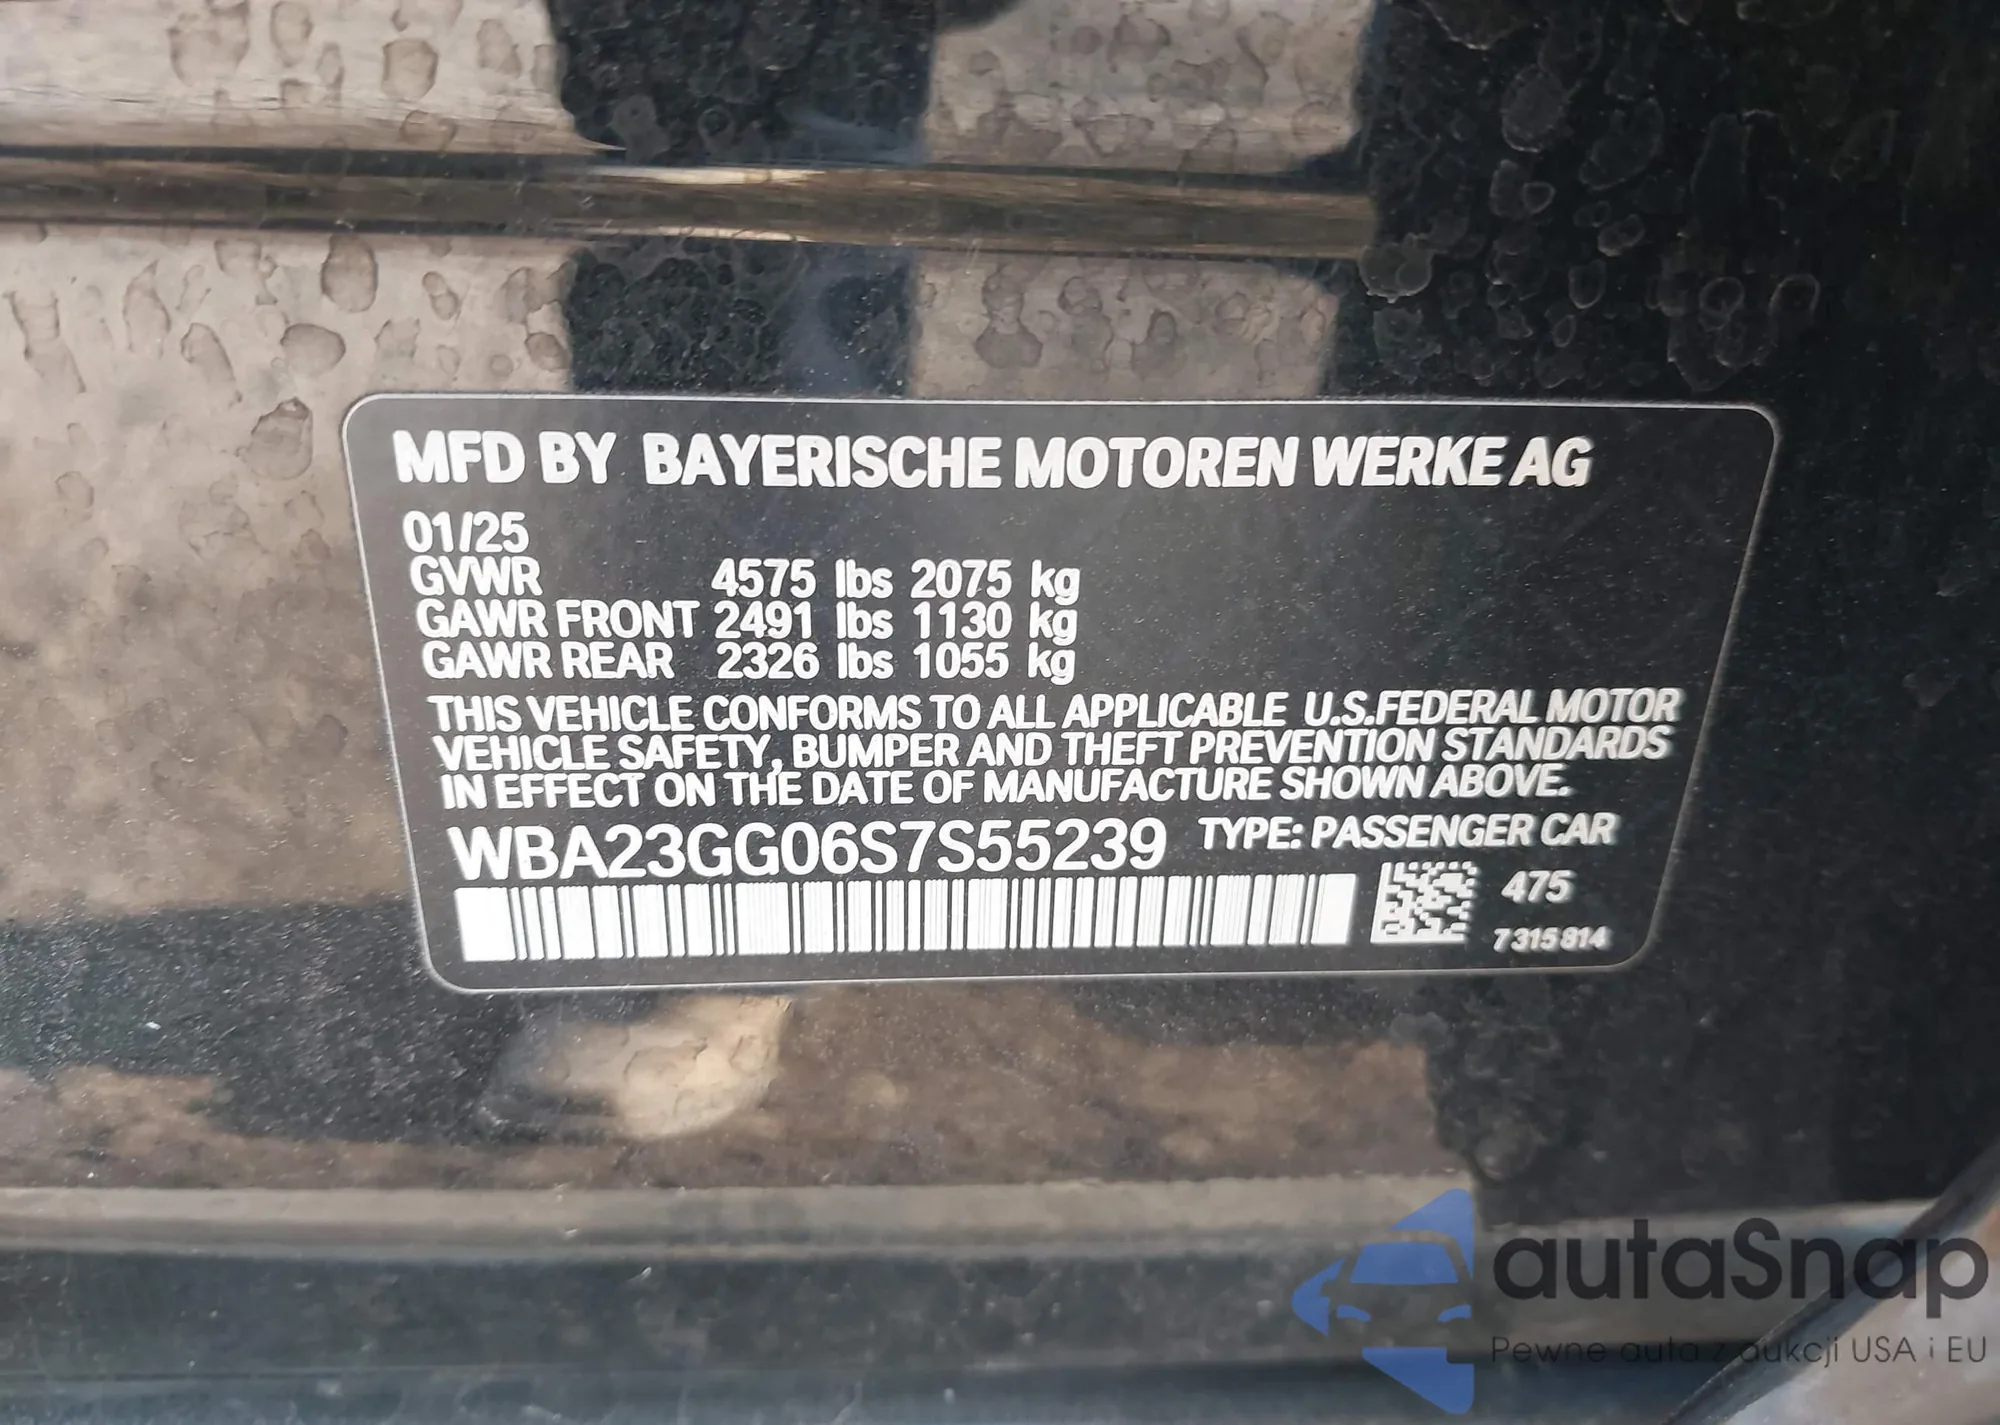 MFD BY BAYERISCHE MOTOREN WERKE AG
01/25
GVWR 4575 lbs 2075 kg
GAWR FRONT 2491 lbs 1130 kg
GAWR REAR 2326 lbs 1055 kg
THIS VEHICLE CONFORMS TO ALL APPLICABLE U.S.FEDERAL MOTOR
VEHICLE SAFETY, BUMPER AND THEFT PREVENTION STANDARDS
IN EFFECT ON THE DATE OF MANUFACTURE SHOWN ABOVE.
WBA23GG06S7S55239 TYPE: PASSENGER CAR
475
7315814
autaSnap
Pewne auta z aukcji USA i EU